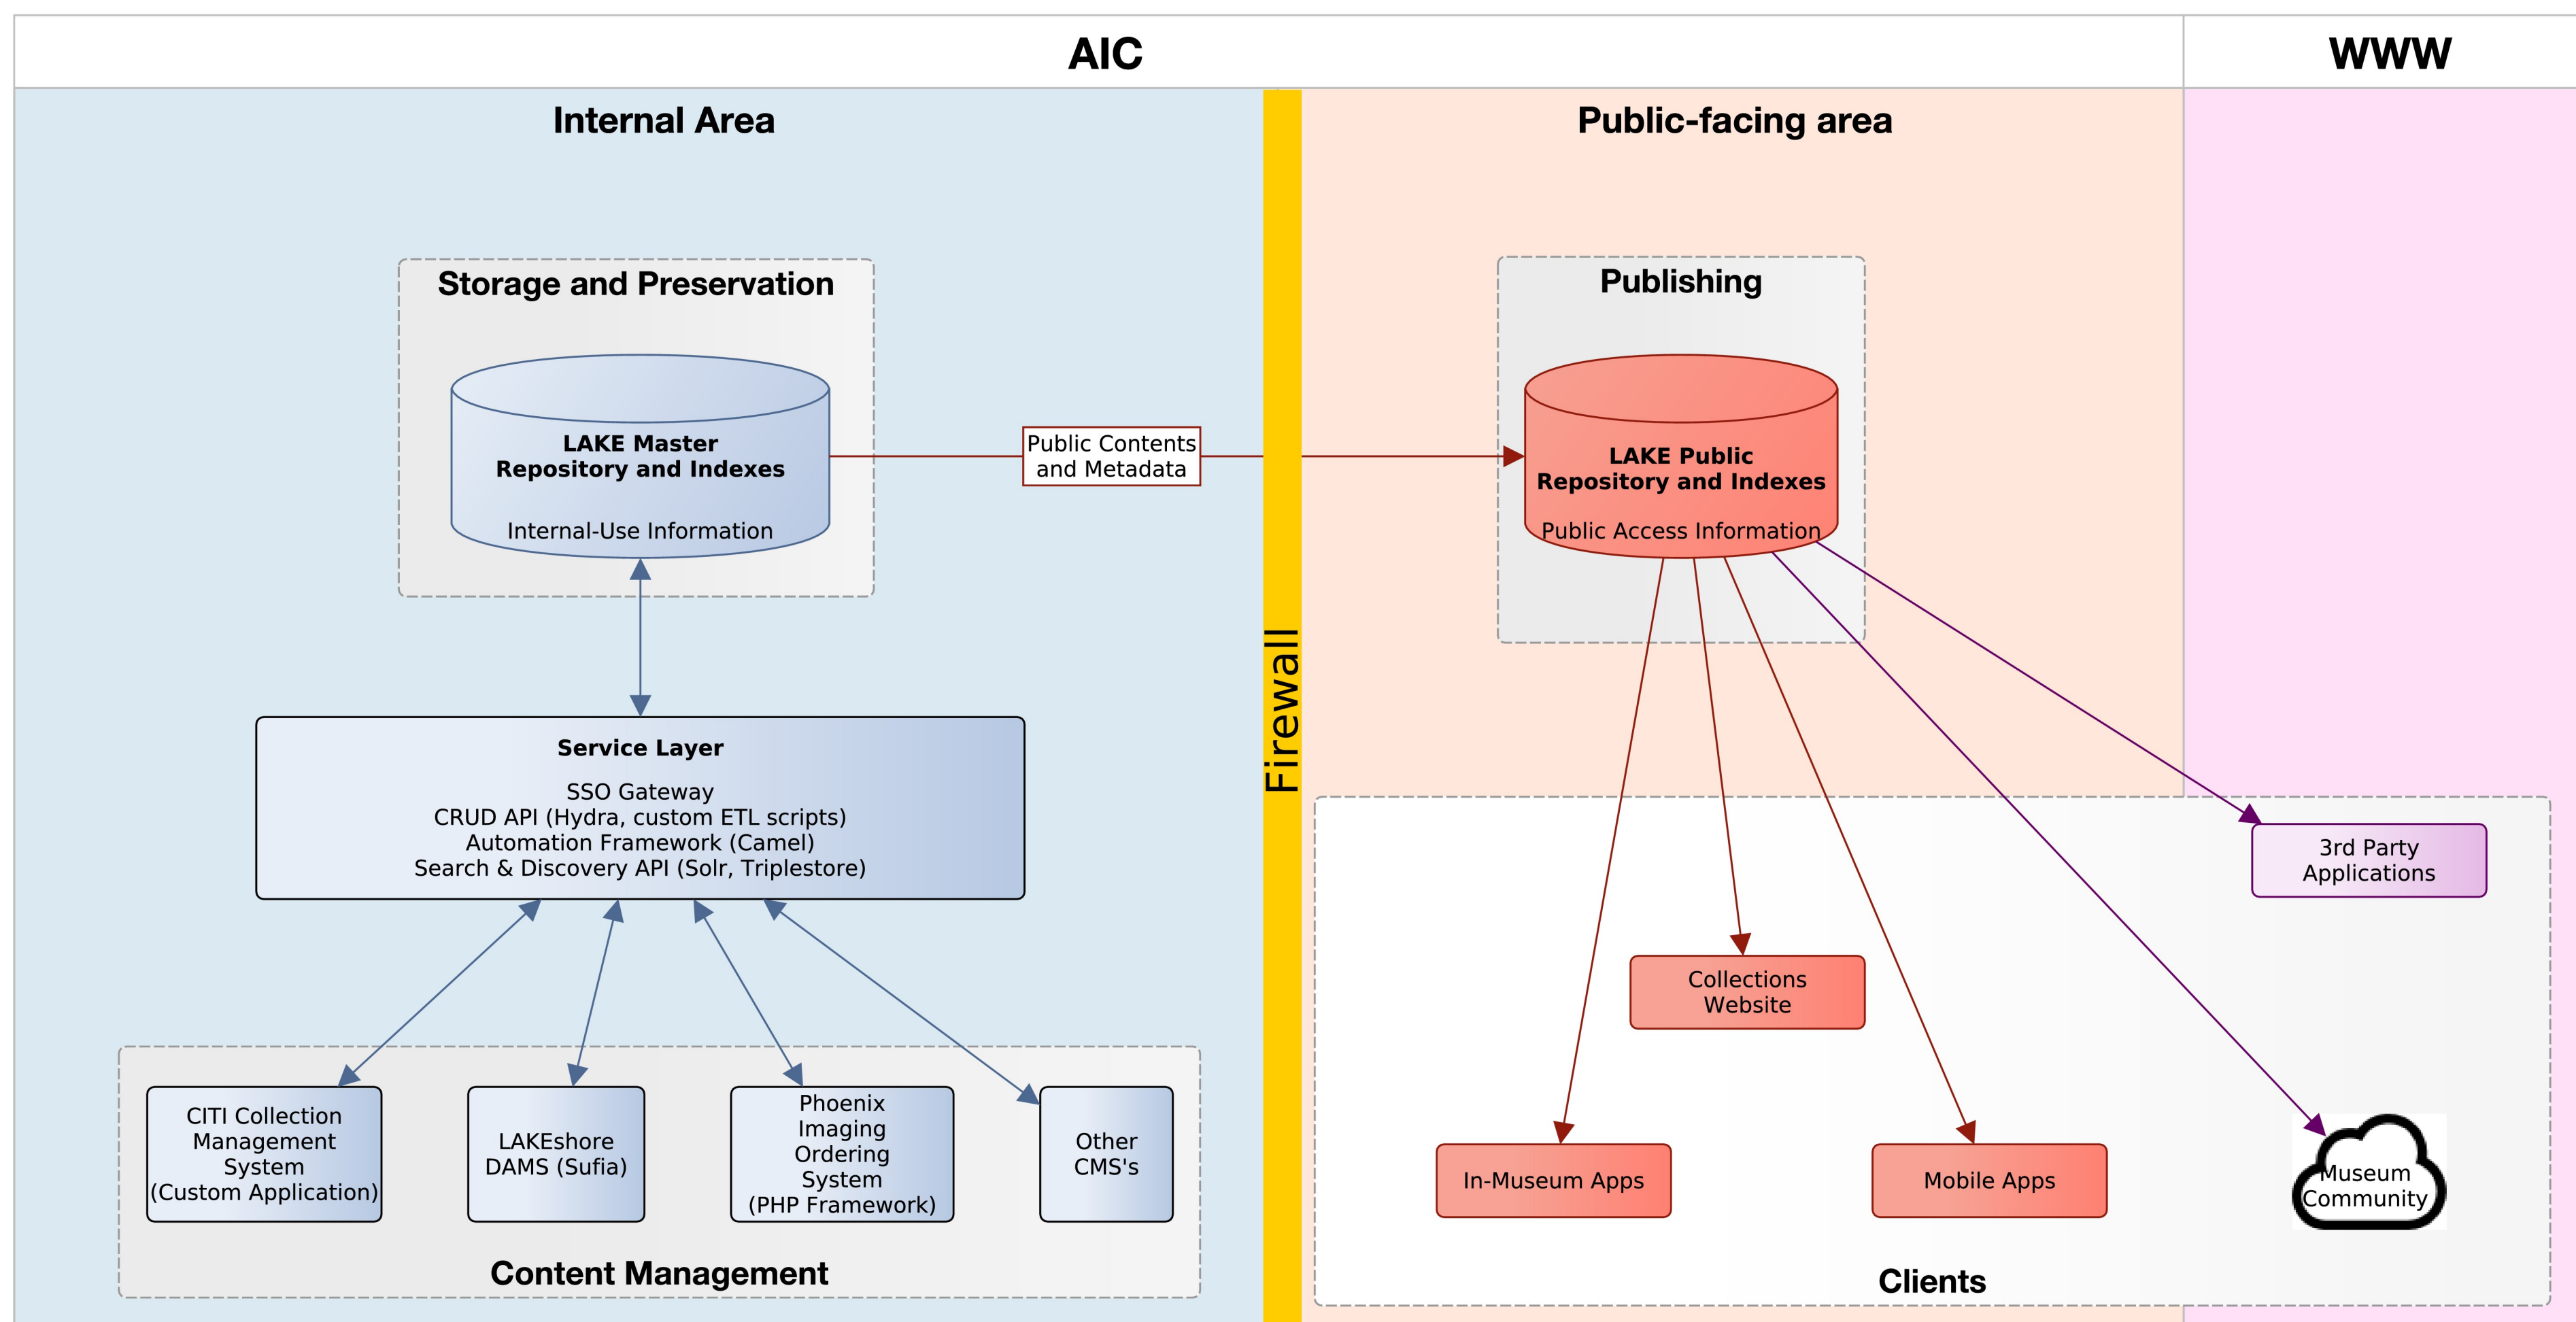 AIC
WWW
Internal Area
Public-facing area
Storage and Preservation
LAKE Master
Repository and Indexes
Internal-Use Information
Public Contents
and Metadata
Firewall
Publishing
LAKE Public
Repository and Indexes
Public Access Information
Service Layer
SSO Gateway
CRUD API (Hydra, custom ETL scripts)
Automation Framework (Camel)
Search & Discovery API (Solr, Triplestore)
CITI Collection
Management
System
(Custom Application)
LAKEshore
DAMS (Sufia)
Phoenix
Imaging
Ordering
System
(PHP Framework)
Other
CMS's
Content Management
3rd Party
Applications
Collections
Website
In-Museum Apps
Mobile Apps
Museum
Community
Clients